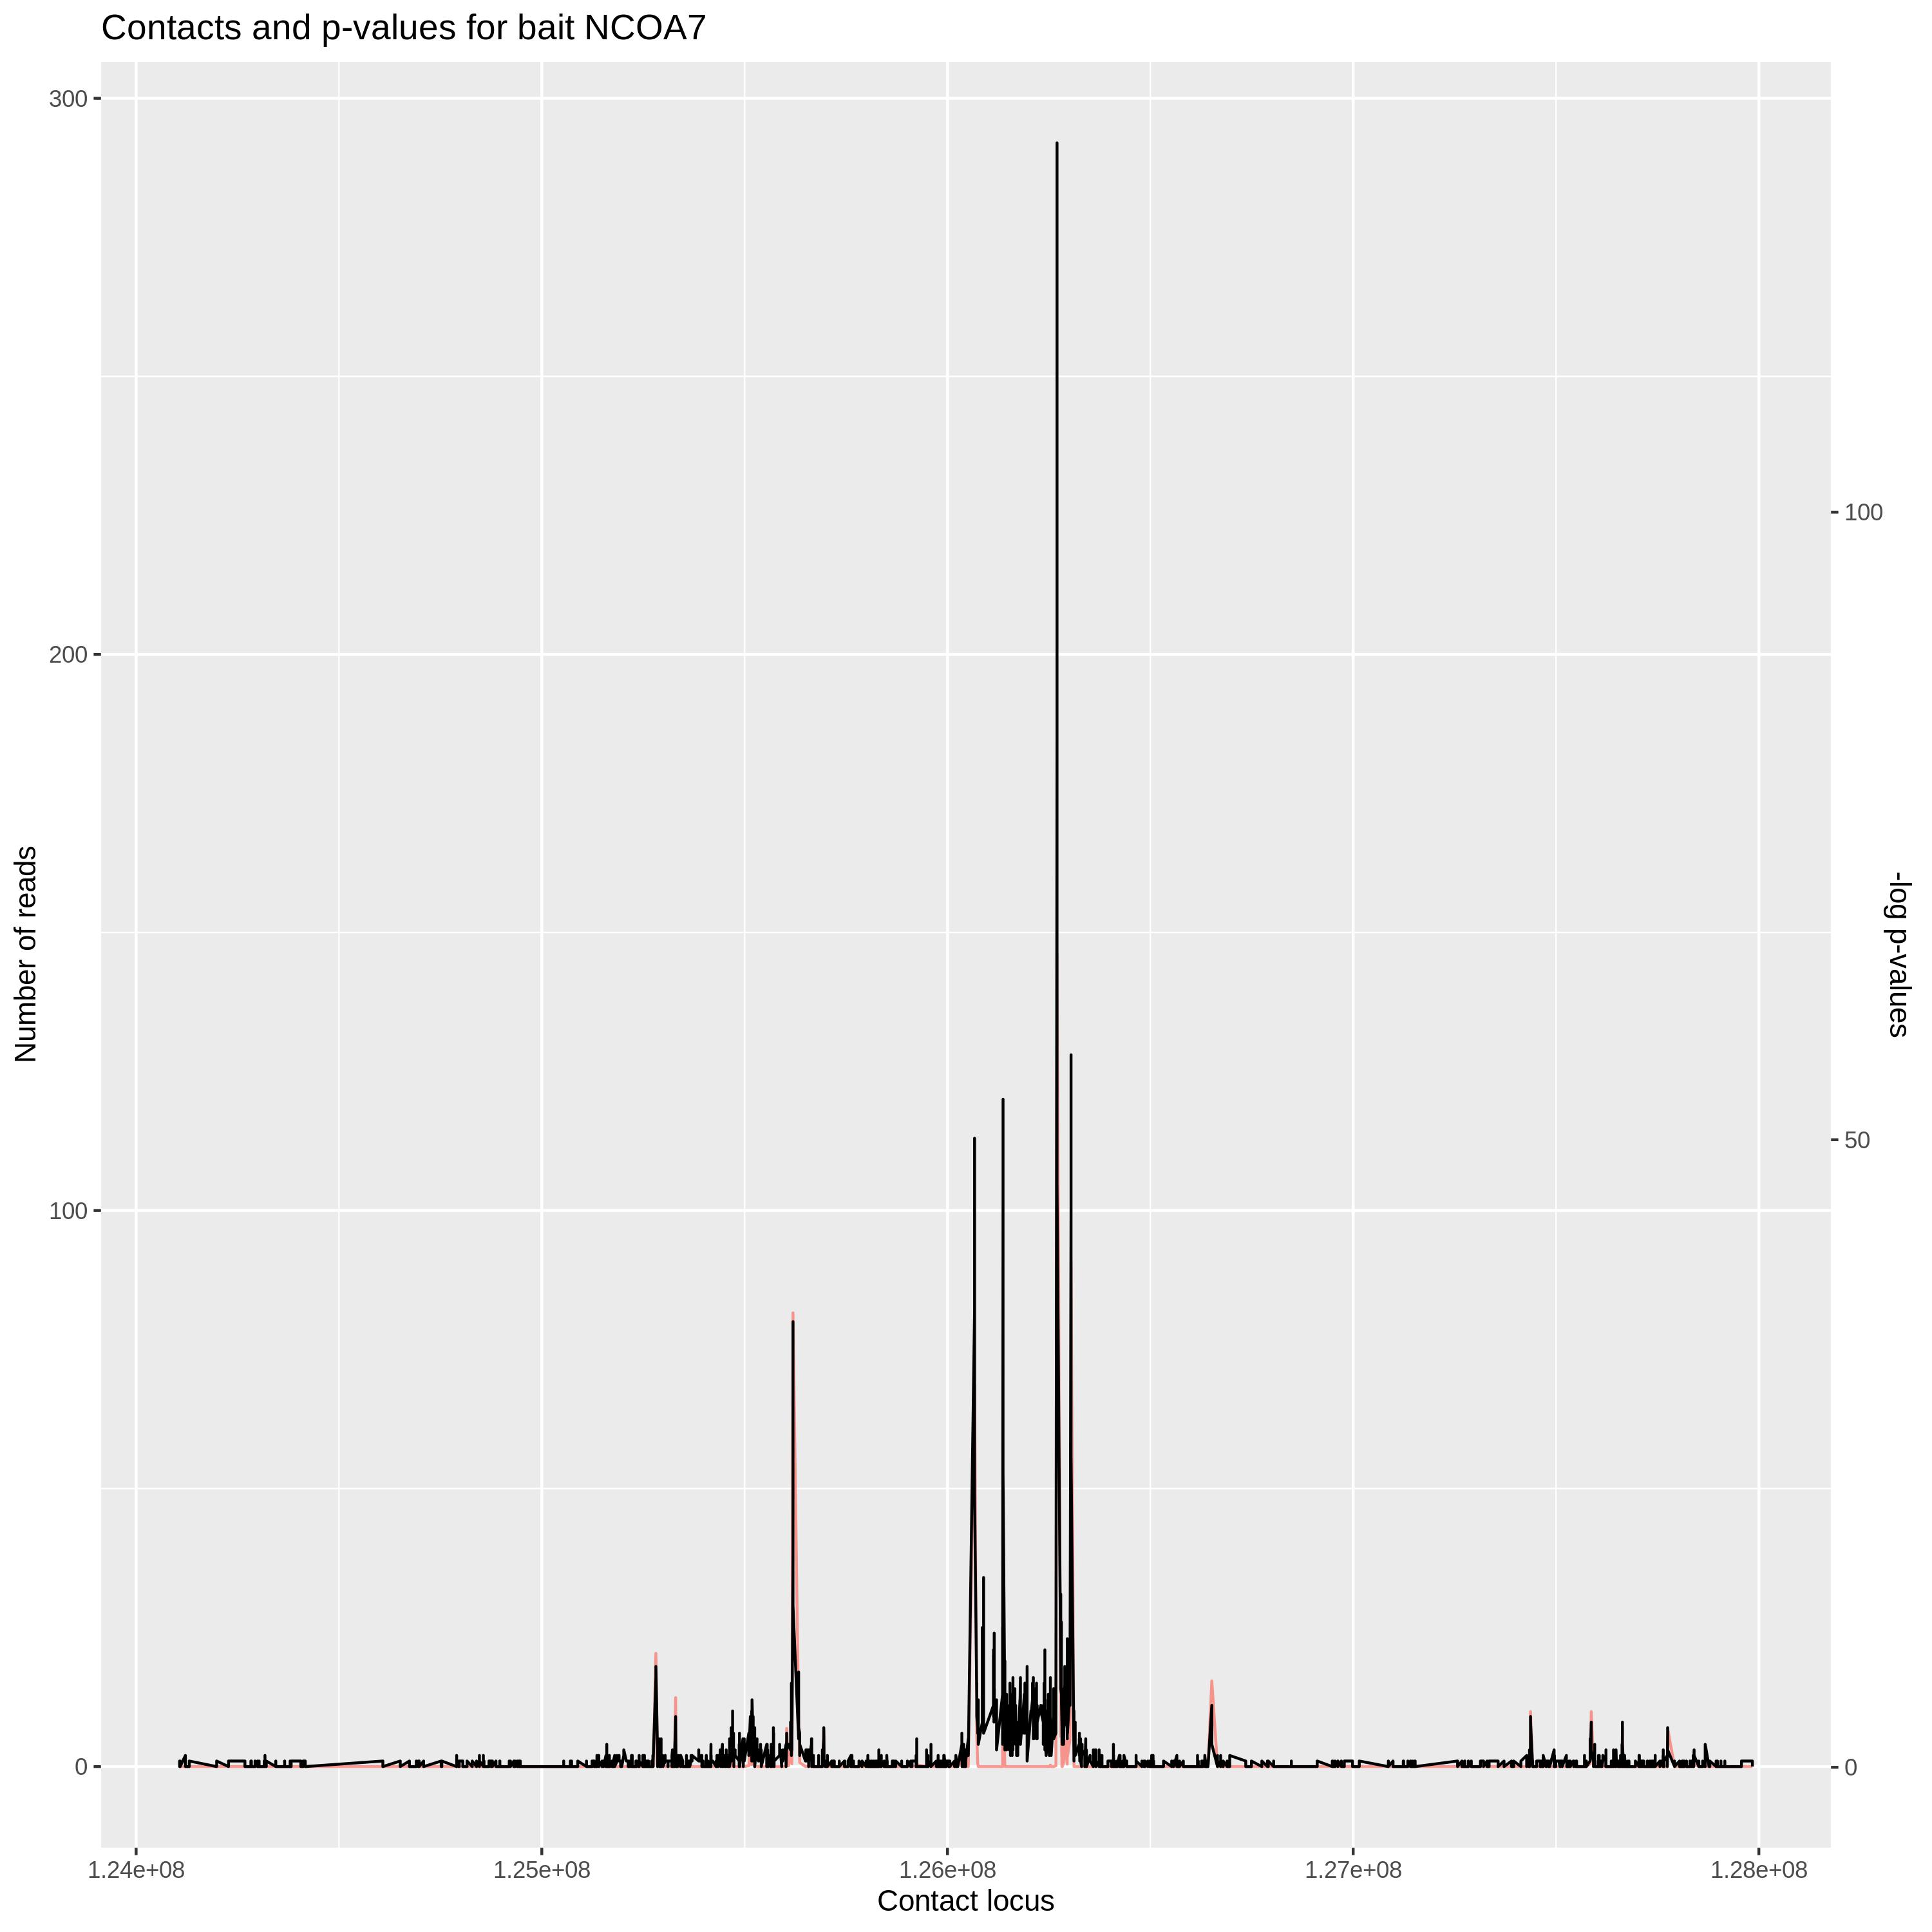 Contacts and p-values for bait NCOA7
300
200
100
0
Number of reads
100
50
0
-log p-values
1.24e+08
1.25e+08
1.26e+08
1.27e+08
1.28e+08
Contact locus